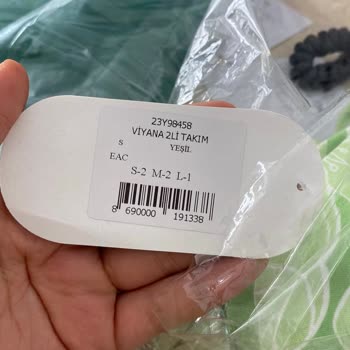 23Y98458
VİYANA 2Lİ TAKIM
S YEŞİL
EAC
S-2 M-2 L-1
8 690000 191338